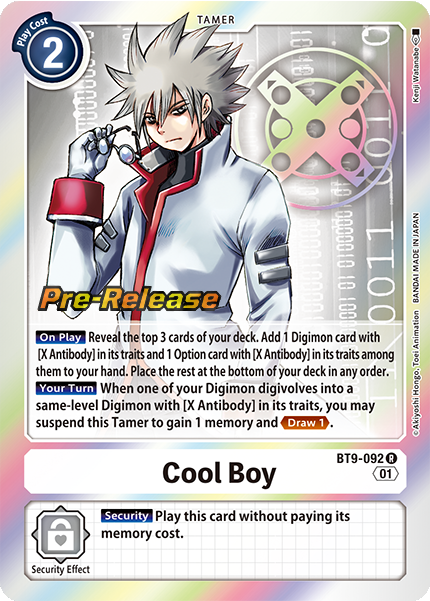 TAMER
Play Cost
2
Kenji Watanabe
Pre-Release
On Play Reveal the top 3 cards of your deck. Add 1 Digimon card with
[X Antibody] in its traits and 1 Option card with [X Antibody] in its traits among
them to your hand. Place the rest at the bottom of your deck in any order.
Your Turn When one of your Digimon digivolves into a
same-level Digimon with [X Antibody] in its traits, you may
suspend this Tamer to gain 1 memory and Draw 1.
©Akiyoshi Hongo, Toei Animation BANDAI MADE IN JAPAN
BT9-092 R
Cool Boy
01
Security Play this card without paying its
memory cost.
Security Effect